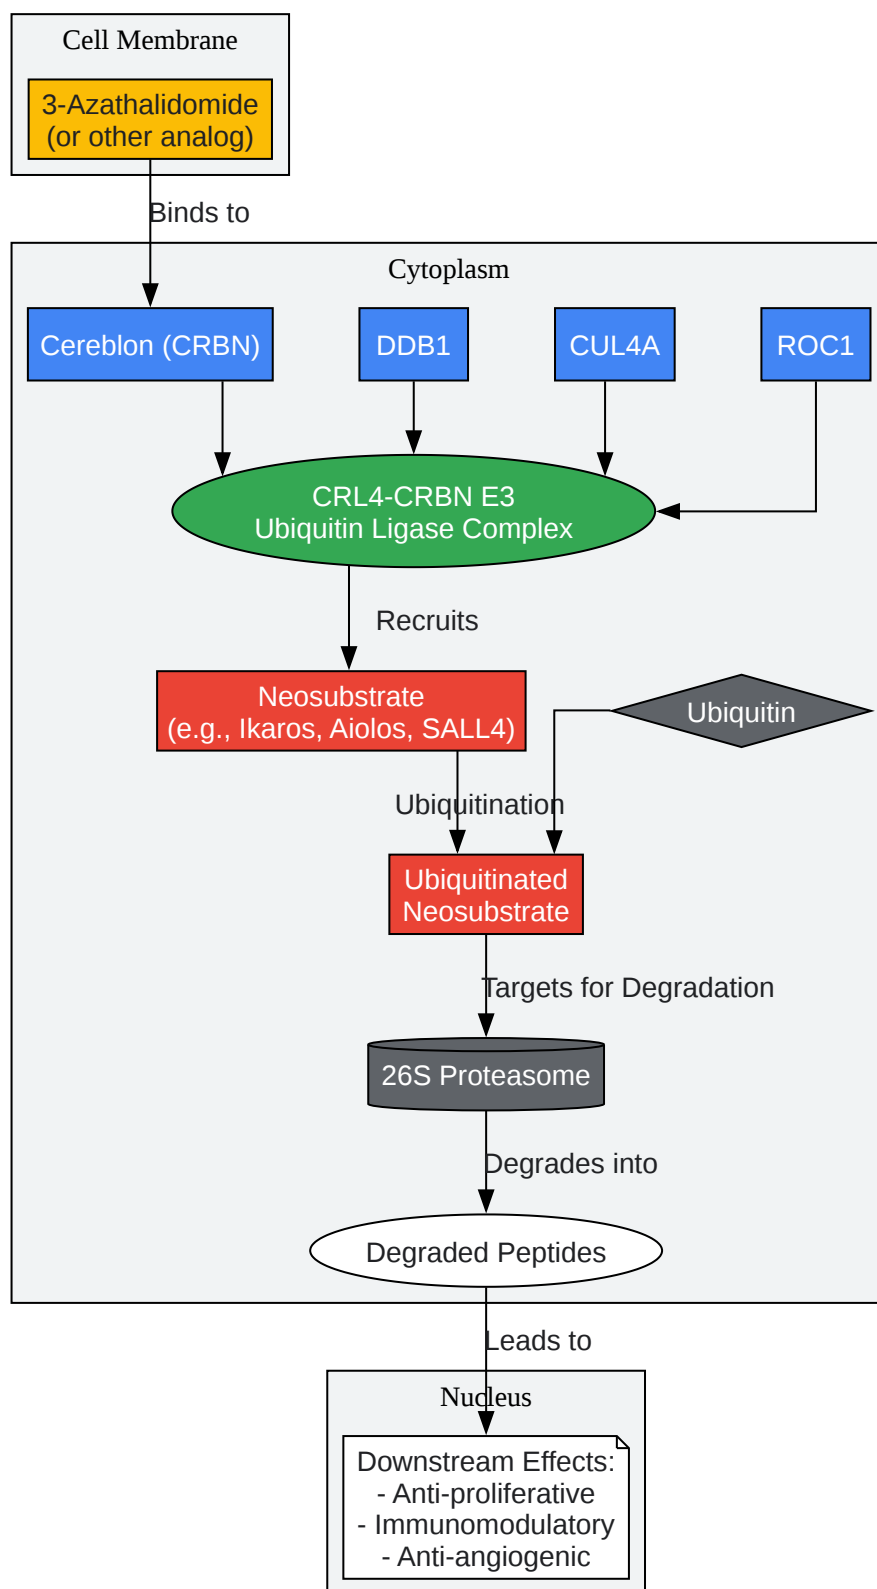 Cell Membrane
3-Azathalidomide
(or other analog)
Binds to
Cytoplasm
Cereblon (CRBN)
DDB1
CUL4A
ROC1
CRL4-CRBN E3
Ubiquitin Ligase Complex
Recruits
Neosubstrate
(e.g., Ikaros, Aiolos, SALL4)
Ubiquitin
Ubiquitination
Ubiquitinated
Neosubstrate
Targets for Degradation
26S Proteasome
Degrades into
Degraded Peptides
Leads to
Nucleus
Downstream Effects:
- Anti-proliferative
- Immunomodulatory
- Anti-angiogenic